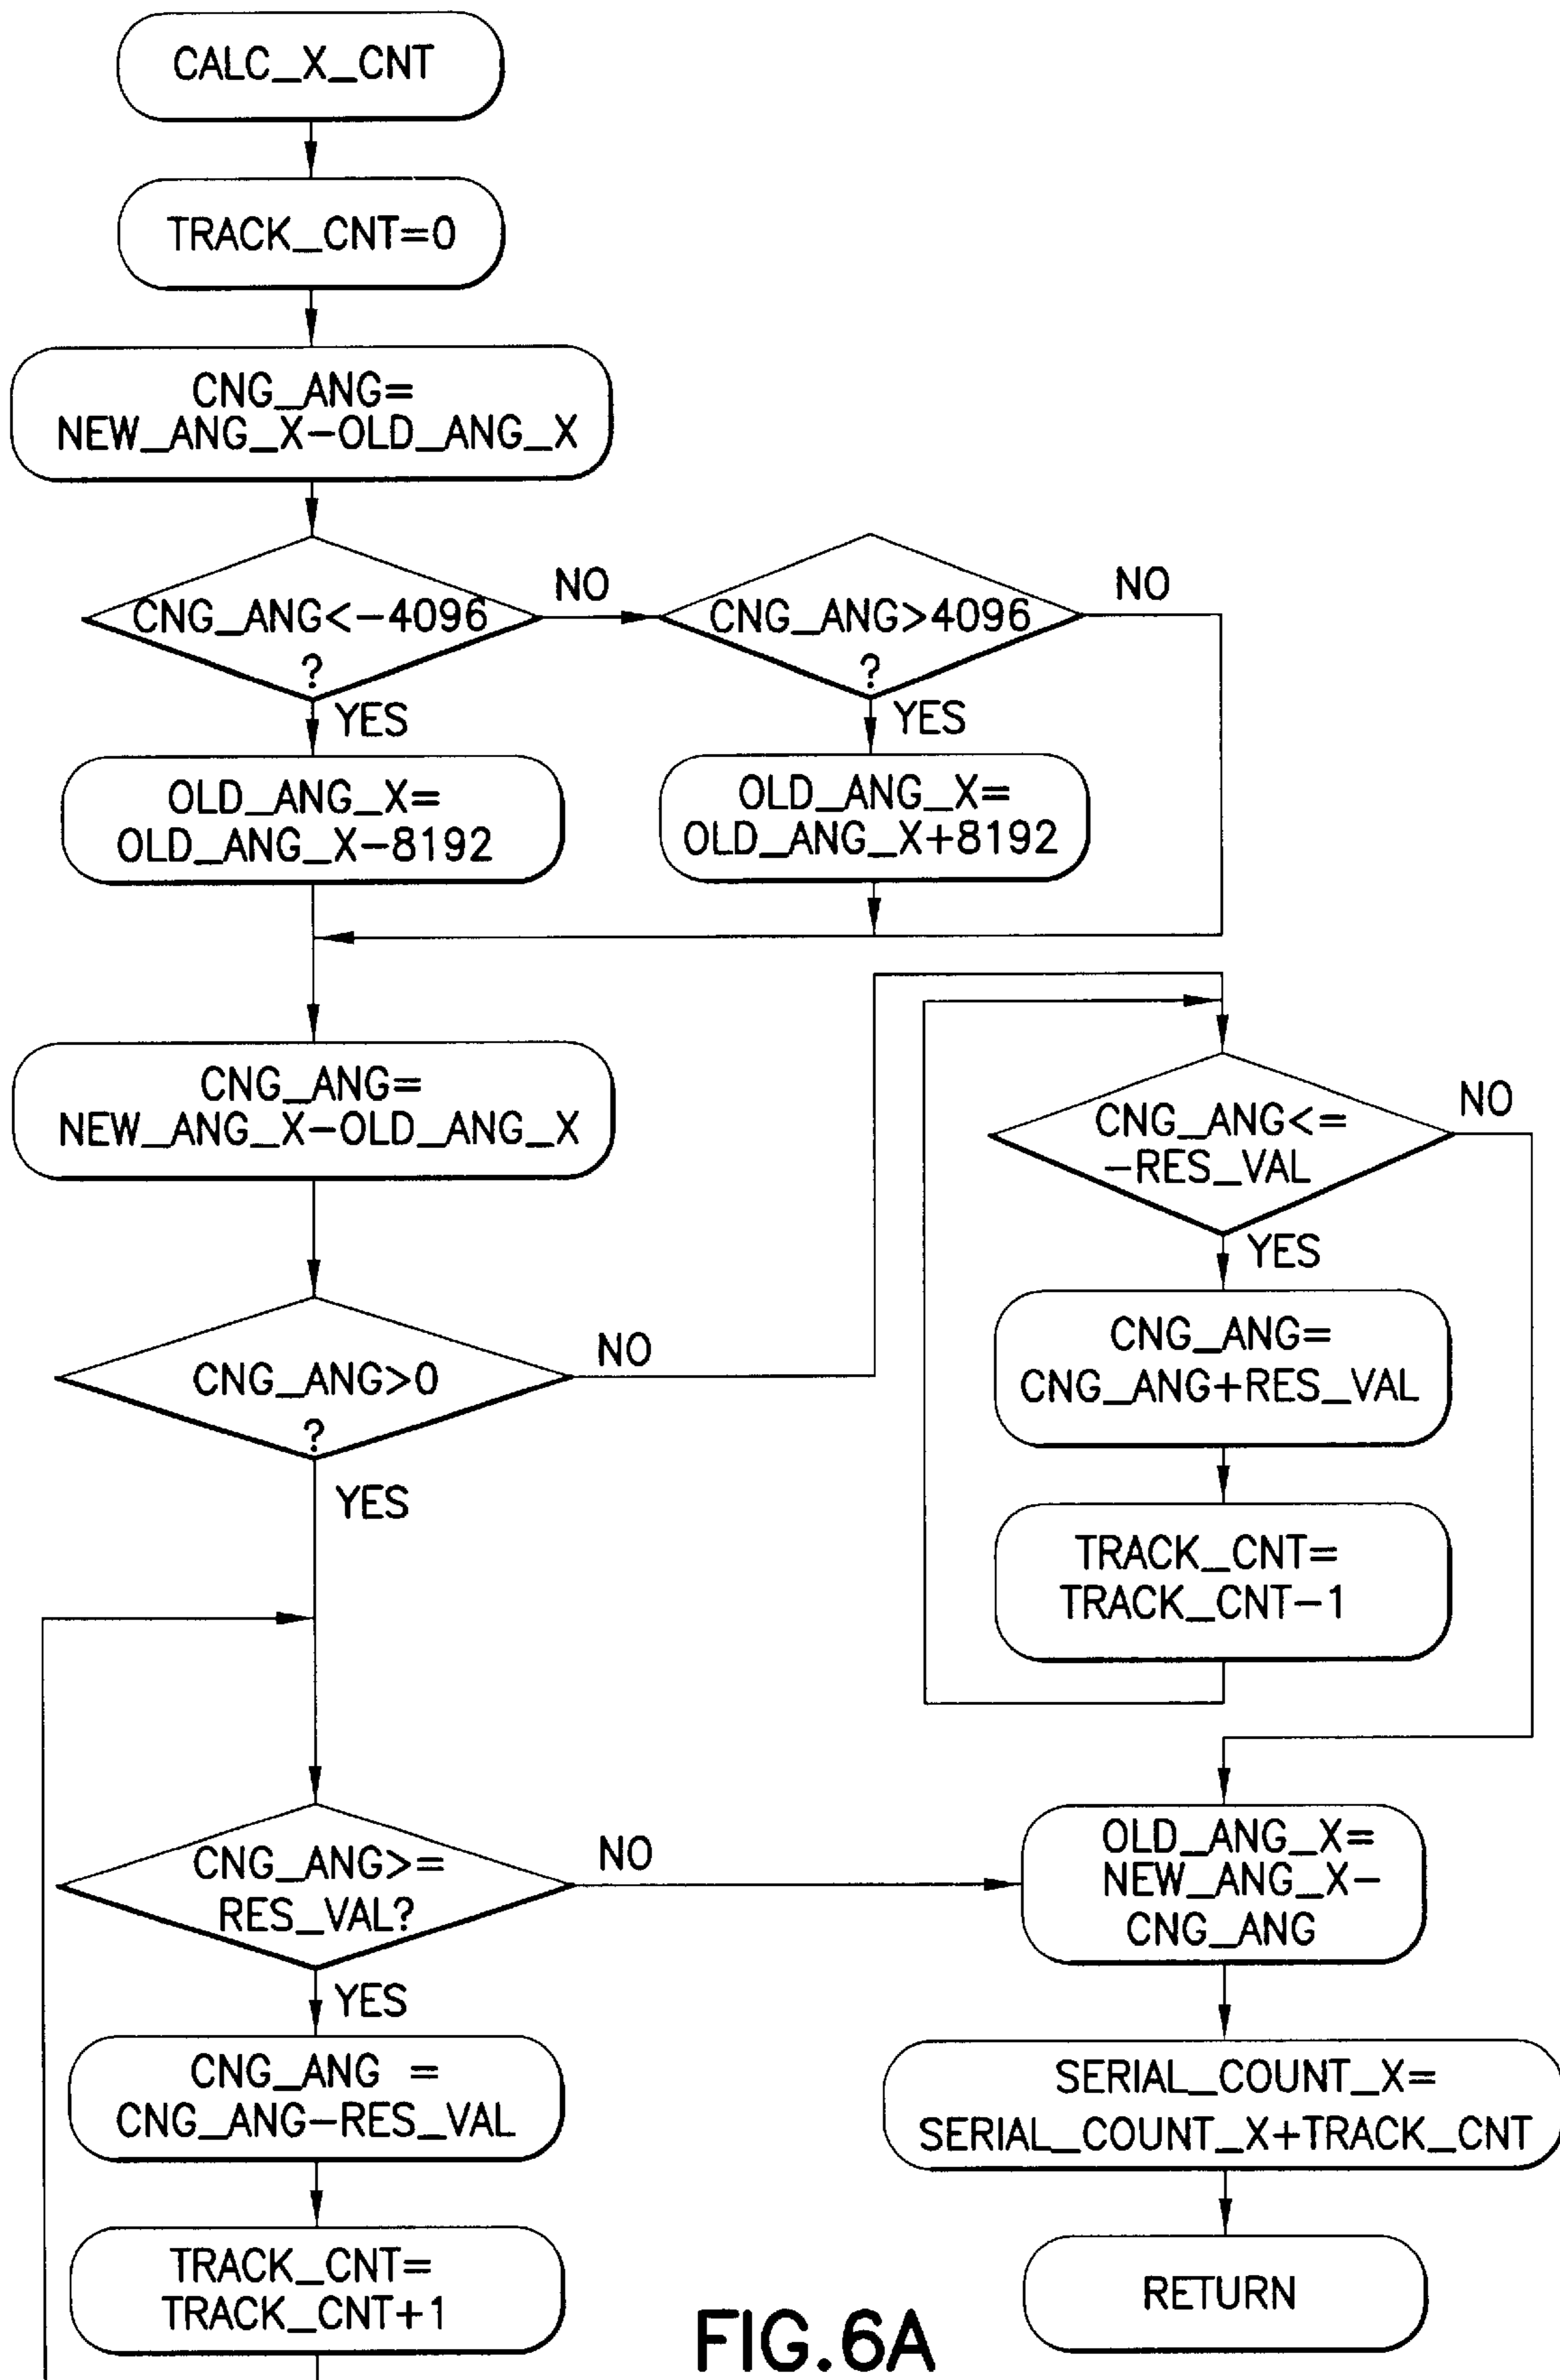 CALC_X_CNT
TRACK_CNT=0
CNG_ANG=
NEW_ANG_X-OLD_ANG_X
CNG_ANG<-4096
?
NO
YES
CNG_ANG>4096
?
NO
YES
OLD_ANG_X=
OLD_ANG_X-8192
OLD_ANG_X=
OLD_ANG_X+8192
CNG_ANG=
NEW_ANG_X-OLD_ANG_X
CNG_ANG>0
?
NO
YES
CNG_ANG<=
-RES_VAL
NO
YES
CNG_ANG=
CNG_ANG+RES_VAL
TRACK_CNT=
TRACK_CNT-1
CNG_ANG>=
RES_VAL?
NO
YES
CNG_ANG =
CNG_ANG-RES_VAL
TRACK_CNT=
TRACK_CNT+1
OLD_ANG_X=
NEW_ANG_X-
CNG_ANG
SERIAL_COUNT_X=
SERIAL_COUNT_X+TRACK_CNT
RETURN
FIG.6A